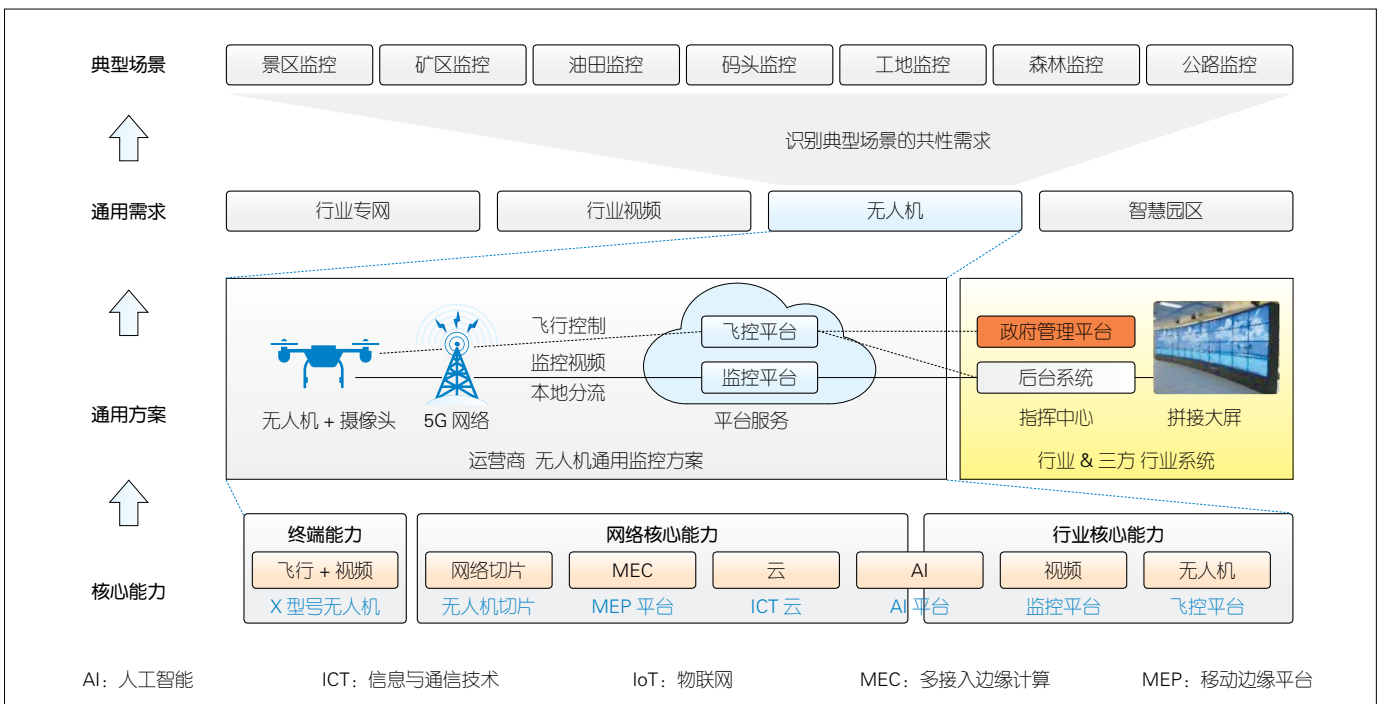 典型场景
景区监控
矿区监控
油田监控
码头监控
工地监控
森林监控
公路监控
识别典型场景的共性需求
通用需求
行业专网
行业视频
无人机
智慧园区
通用方案
飞行控制
监控视频
本地分流
飞控平台
监控平台
政府管理平台
后台系统
无人机 + 摄像头
5G 网络
平台服务
指挥中心
拼接大屏
运营商 无人机通用监控方案
行业 & 三方 行业系统
核心能力
终端能力
网络核心能力
行业核心能力
飞行 + 视频
网络切片
MEC
云
AI
视频
无人机
X 型号无人机
无人机切片
MEP 平台
ICT 云
AI 平台
监控平台
飞控平台
AI：人工智能
ICT：信息与通信技术
IoT：物联网
MEC：多接入边缘计算
MEP：移动边缘平台